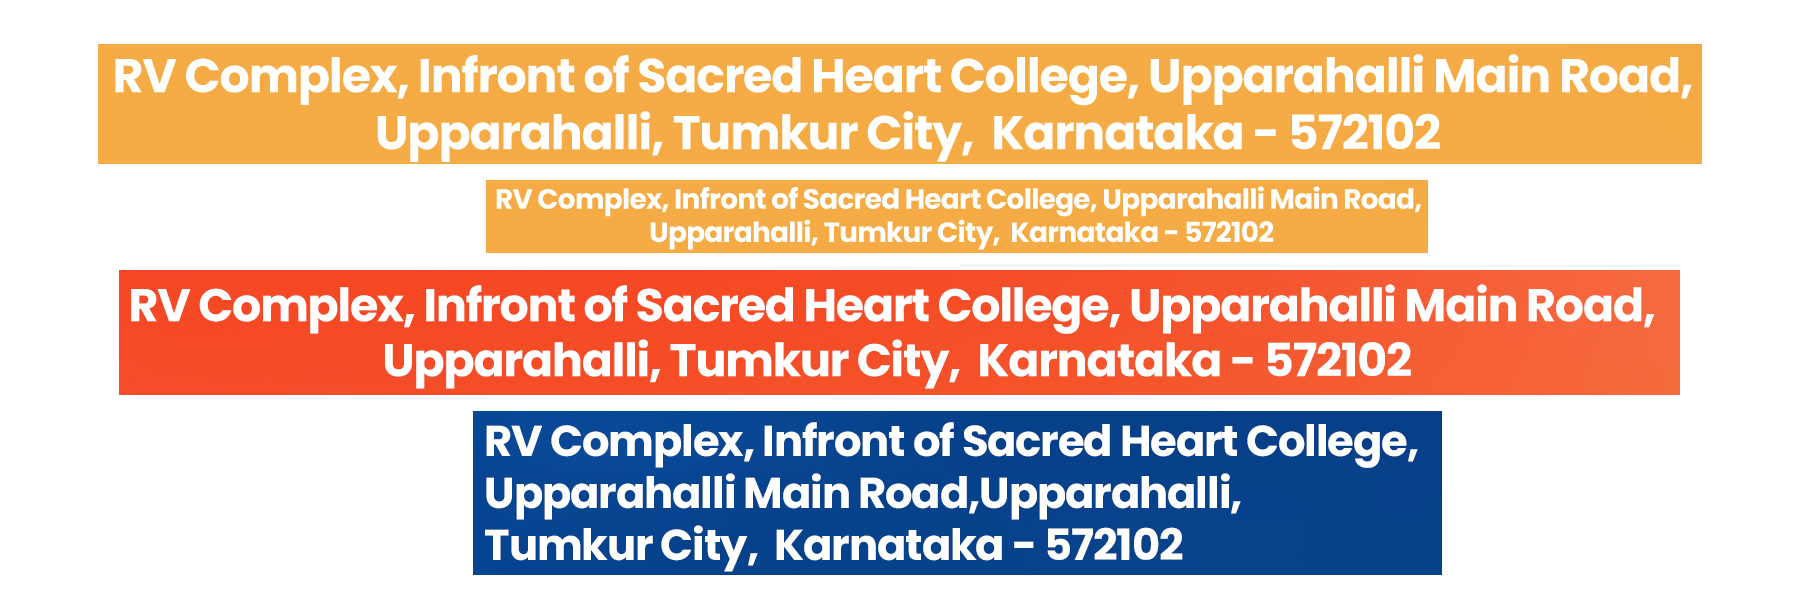 RV Complex, Infront of Sacred Heart College, Upparahalli Main Road,
Upparahalli, Tumkur City,  Karnataka - 572102
RV Complex, Infront of Sacred Heart College, Upparahalli Main Road,
Upparahalli, Tumkur City,  Karnataka - 572102
RV Complex, Infront of Sacred Heart College, Upparahalli Main Road,
Upparahalli, Tumkur City,  Karnataka - 572102
RV Complex, Infront of Sacred Heart College,
Upparahalli Main Road,Upparahalli,
Tumkur City,  Karnataka - 572102